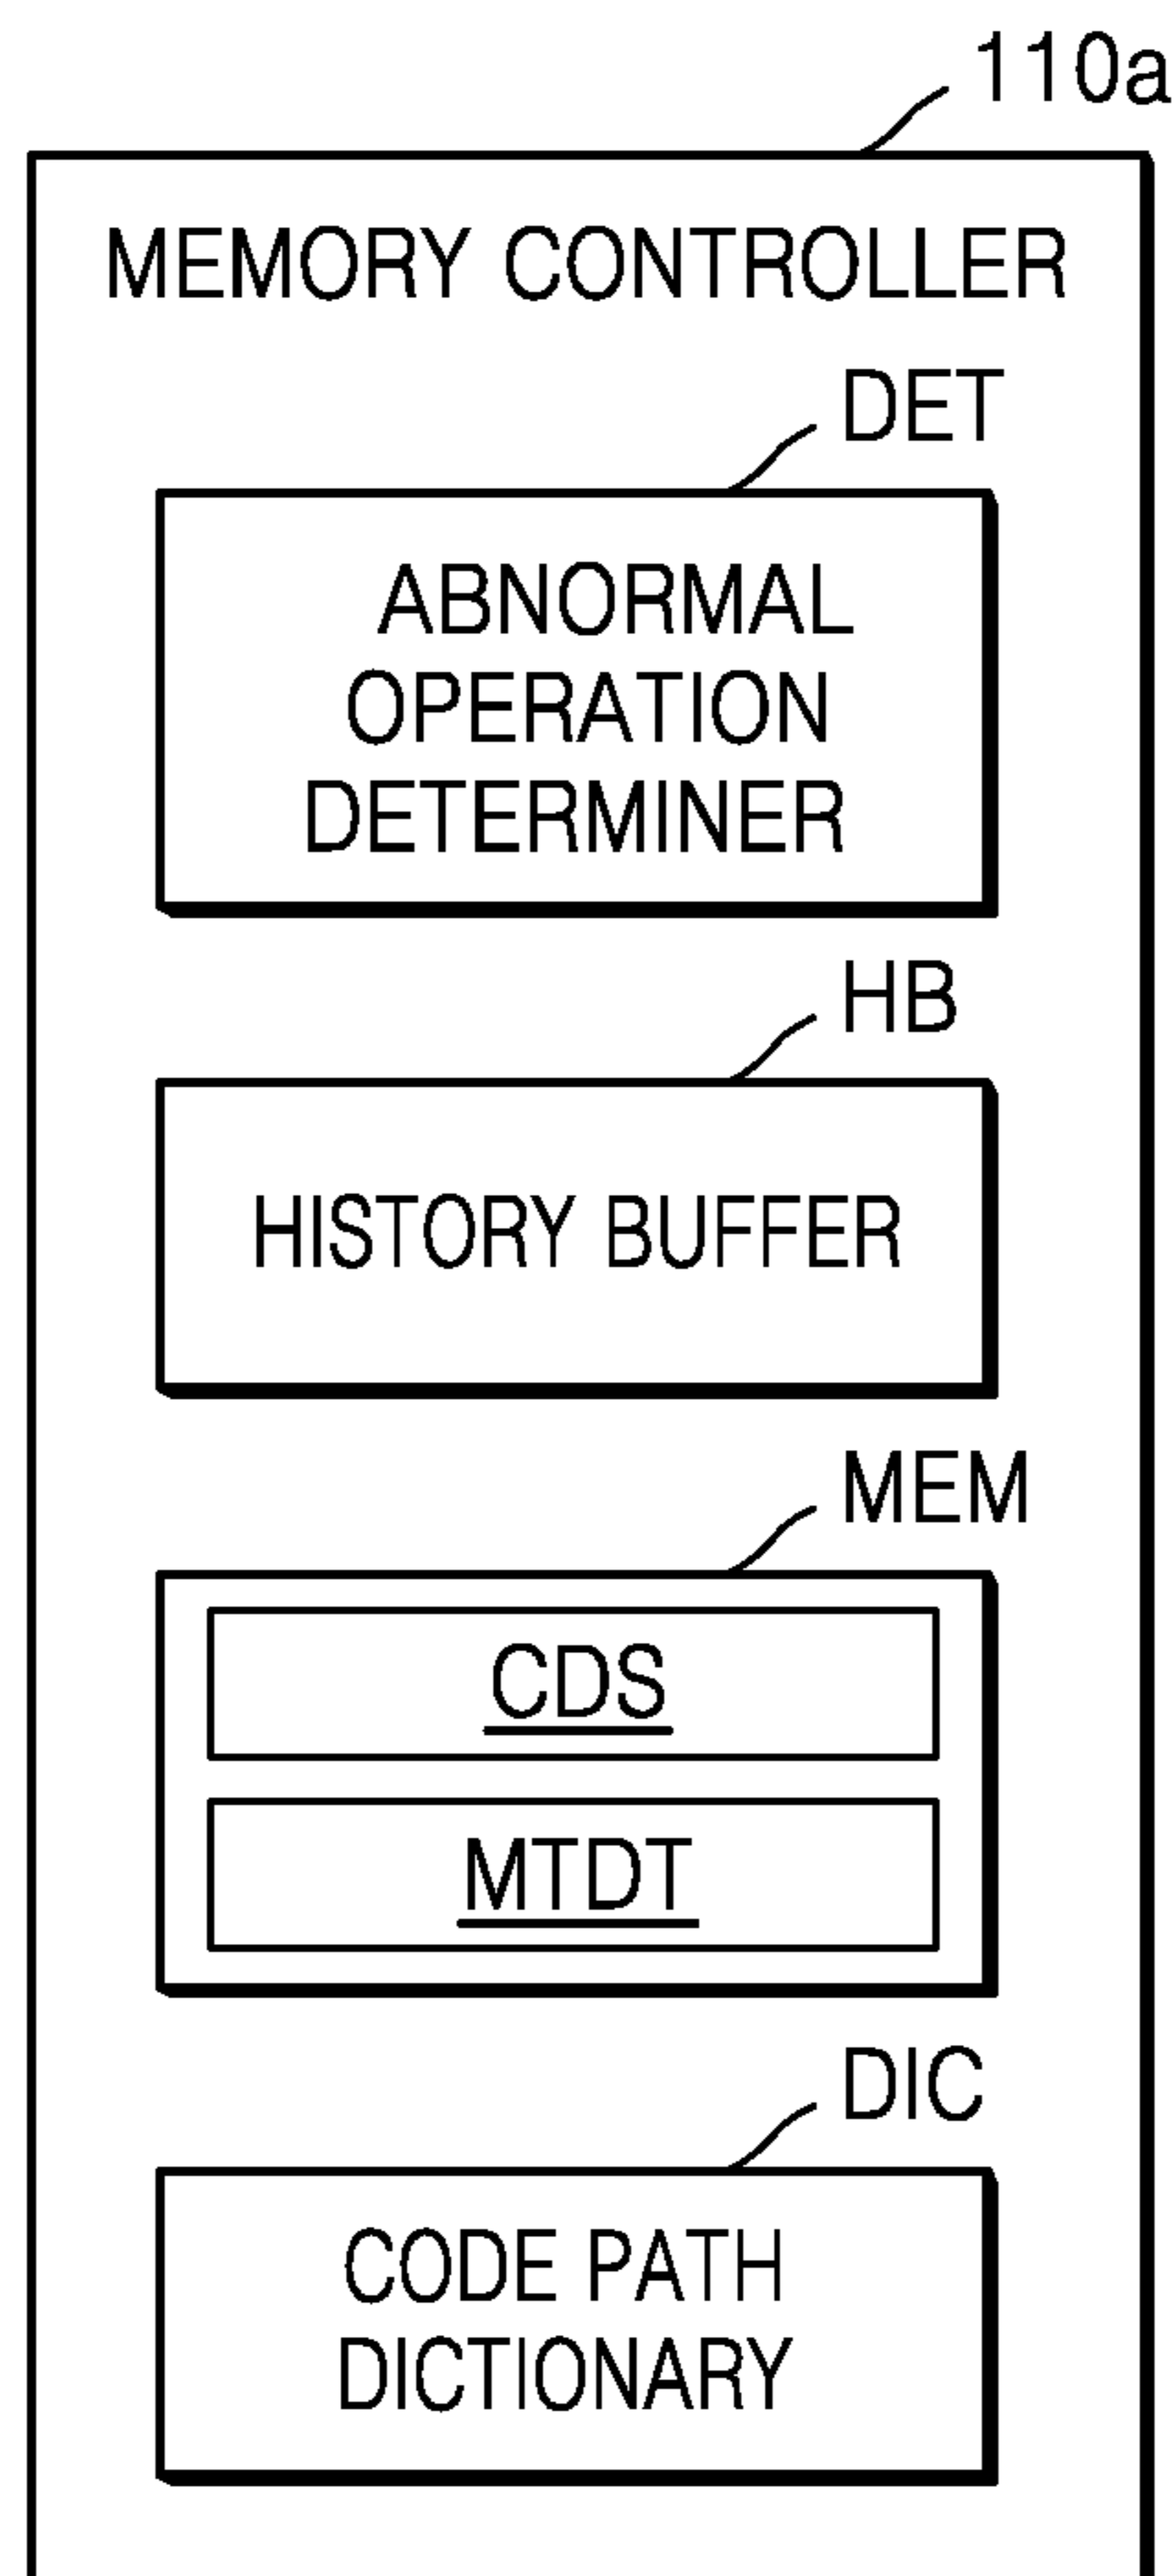 110a
MEMORY CONTROLLER
DET
ABNORMAL
OPERATION
DETERMINER
HB
HISTORY BUFFER
MEM
CDS
MTDT
DIC
CODE PATH
DICTIONARY